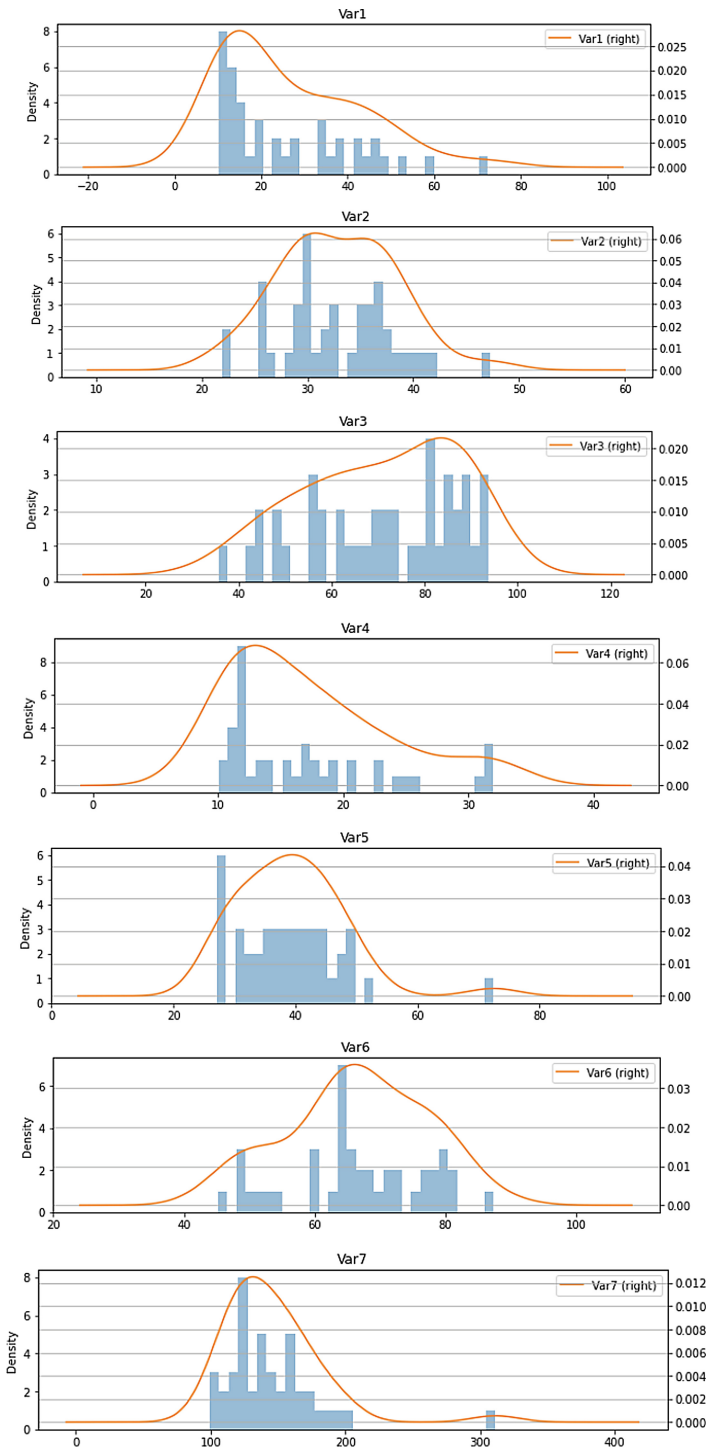 Var1
Var1 (right)
Density
8
6
4
2
0
0.025
0.020
0.015
0.010
0.005
0.000
−20 0 20 40 60 80 100
Var2
Var2 (right)
Density
6
5
4
3
2
1
0
0.06
0.05
0.04
0.03
0.02
0.01
0.00
10 20 30 40 50 60
Var3
Var3 (right)
Density
4
3
2
1
0
0.020
0.015
0.010
0.005
0.000
20 40 60 80 100 120
Var4
Var4 (right)
Density
8
6
4
2
0
0.06
0.04
0.02
0.00
0 10 20 30 40
Var5
Var5 (right)
Density
6
5
4
3
2
1
0
0.04
0.03
0.02
0.01
0.00
0 20 40 60 80
Var6
Var6 (right)
Density
6
4
2
0
0.03
0.02
0.01
0.00
20 40 60 80 100
Var7
Var7 (right)
Density
8
6
4
2
0
0.012
0.010
0.008
0.006
0.004
0.002
0.000
0 100 200 300 400